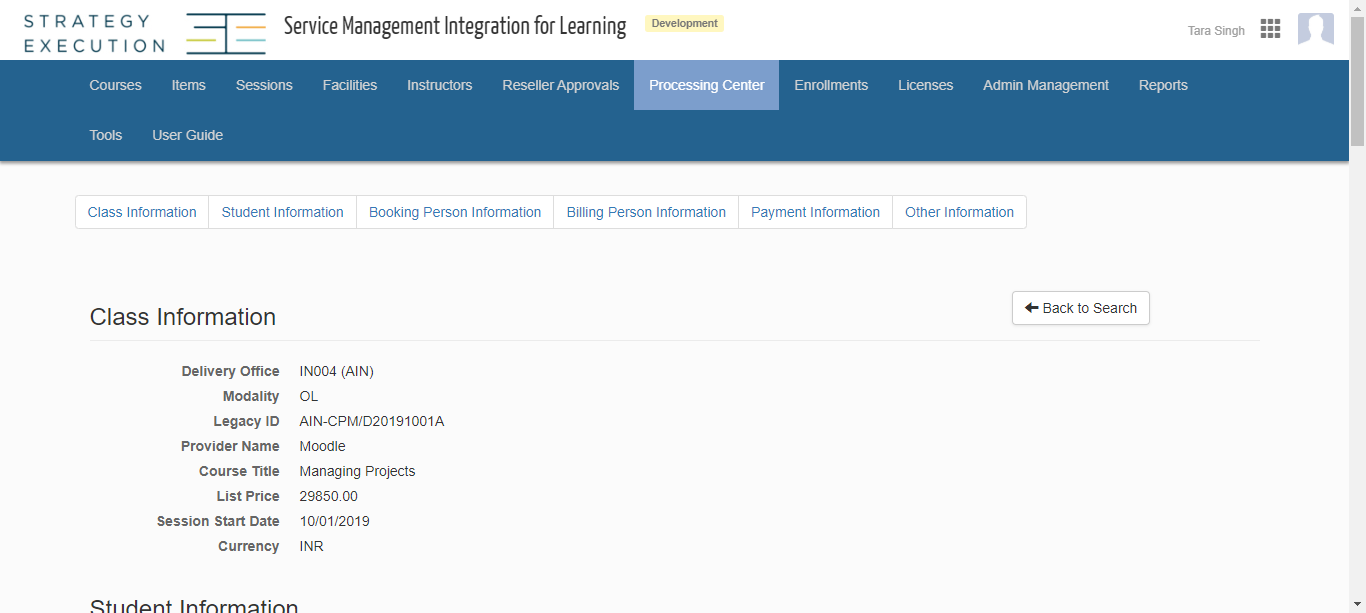 STRATEGY
EXECUTION
Service Management Integration for Learning
Development
Tara Singh
Courses Items Sessions Facilities Instructors Reseller Approvals Processing Center Enrollments Licenses Admin Management Reports
Tools User Guide
Class Information Student Information Booking Person Information Billing Person Information Payment Information Other Information
Class Information
Back to Search
Delivery Office IN004 (AIN)
Modality OL
Legacy ID AIN-CPM/D20191001A
Provider Name Moodle
Course Title Managing Projects
List Price 29850.00
Session Start Date 10/01/2019
Currency INR
Student Information